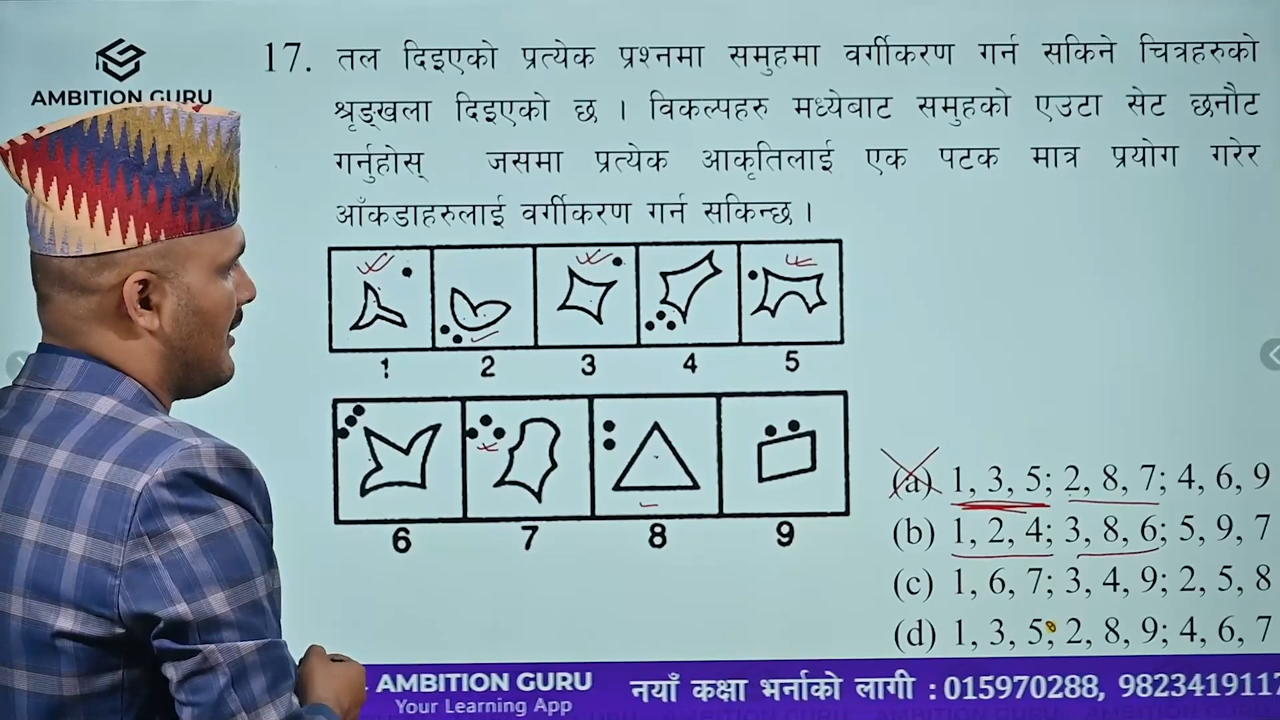 AMBITION GURU
17. तल दिइएको प्रत्येक प्रश्नमा समुहमा वर्गीकरण गर्न सकिने चित्रहरुको
श्रृङ्खला दिइएको छ । विकल्पहरु मध्येबाट समुहको एउटा सेट छनौट
गर्नुहोस् जसमा प्रत्येक आकृतिलाई एक पटक मात्र प्रयोग गरेर
आँकडाहरुलाई वर्गीकरण गर्न सकिन्छ ।
1 2 3 4 5
6 7 8 9
(a) 1, 3, 5; 2, 8, 7; 4, 6, 9
(b) 1, 2, 4; 3, 8, 6; 5, 9, 7
(c) 1, 6, 7; 3, 4, 9; 2, 5, 8
(d) 1, 3, 5; 2, 8, 9; 4, 6, 7
AMBITION GURU
Your Learning App
नयाँ कक्षा भर्नाको लागी : 015970288, 9823419117